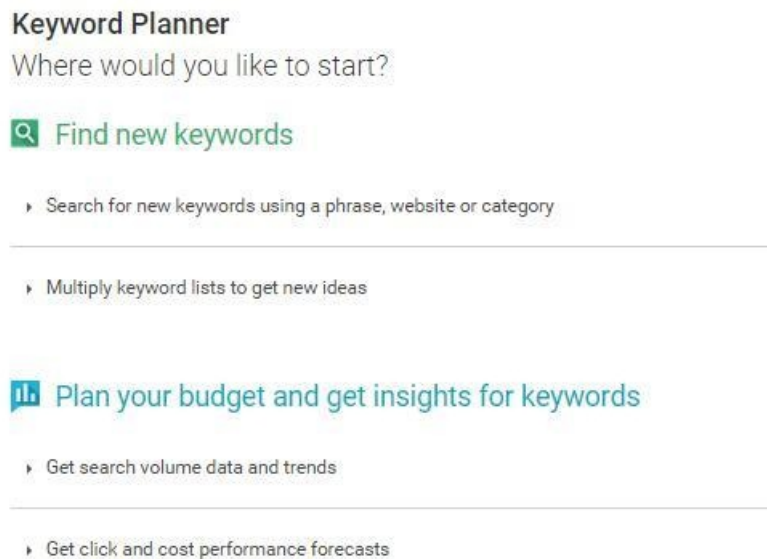 Keyword Planner
Where would you like to start?
Find new keywords
Search for new keywords using a phrase, website or category
Multiply keyword lists to get new ideas
Plan your budget and get insights for keywords
Get search volume data and trends
Get click and cost performance forecasts